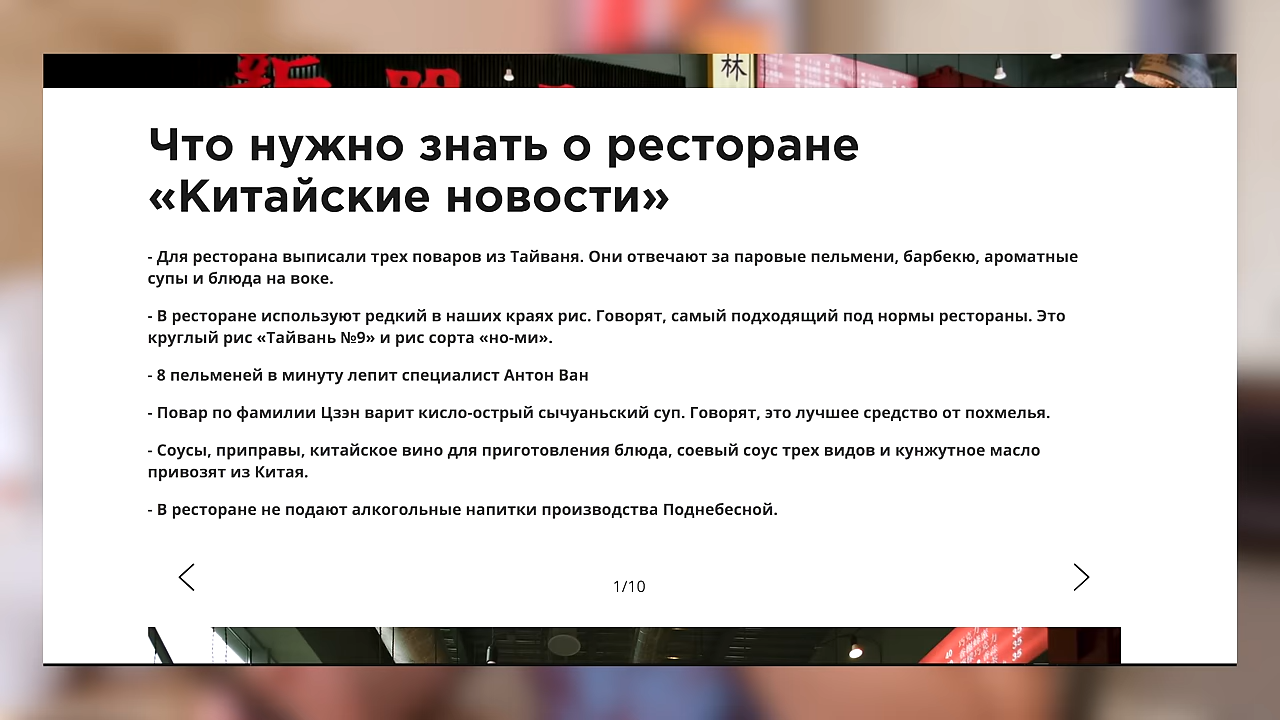 林
Что нужно знать о ресторане
«Китайские новости»
- Для ресторана выписали трех поваров из Тайваня. Они отвечают за паровые пельмени, барбекю, ароматные
супы и блюда на воке.
- В ресторане используют редкий в наших краях рис. Говорят, самый подходящий под нормы рестораны. Это
круглый рис «Тайвань №9» и рис сорта «но-ми».
- 8 пельменей в минуту лепит специалист Антон Ван
- Повар по фамилии Цзэн варит кисло-острый сычуаньский суп. Говорят, это лучшее средство от похмелья.
- Соусы, приправы, китайское вино для приготовления блюда, соевый соус трех видов и кунжутное масло
привозят из Китая.
- В ресторане не подают алкогольные напитки производства Поднебесной.
1/10